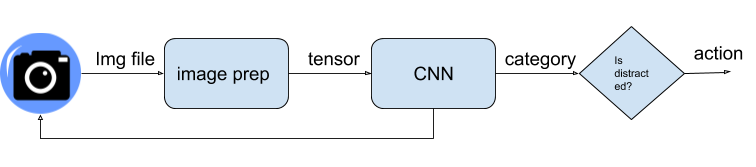 Img file
image prep
tensor
CNN
category
Is
distract
ed?
action